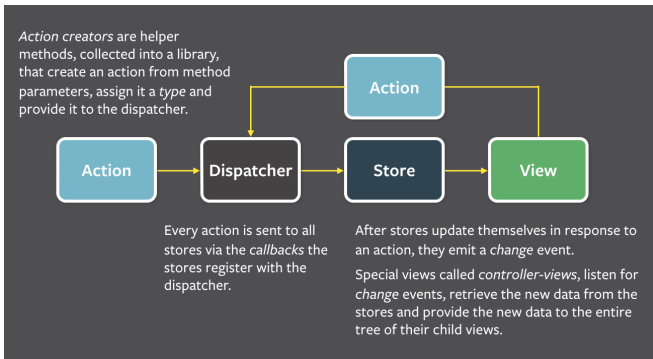 Action creators are helper
methods, collected into a library,
that create an action from method
parameters, assign it a type and
provide it to the dispatcher.
Action
Action
Dispatcher
Store
View
Every action is sent to all
stores via the callbacks the
stores register with the
dispatcher.
After stores update themselves in response to
an action, they emit a change event.
Special views called controller-views, listen for
change events, retrieve the new data from the
stores and provide the new data to the entire
tree of their child views.